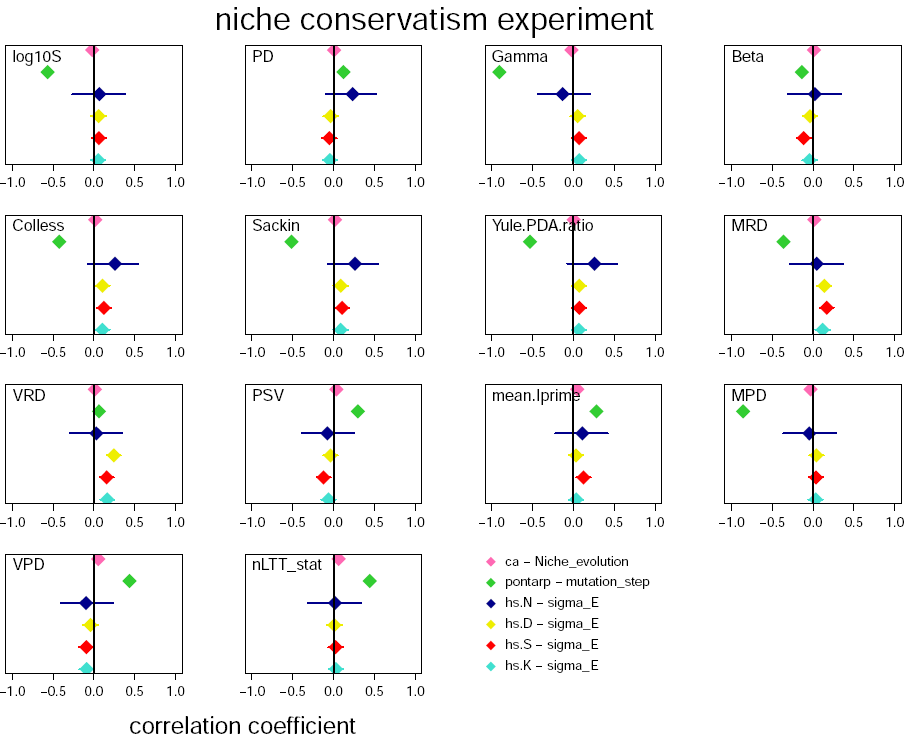 niche conservatism experiment
log10S
−1.0 −0.5 0.0 0.5 1.0
PD
−1.0 −0.5 0.0 0.5 1.0
Gamma
−1.0 −0.5 0.0 0.5 1.0
Beta
−1.0 −0.5 0.0 0.5 1.0
Colless
−1.0 −0.5 0.0 0.5 1.0
Sackin
−1.0 −0.5 0.0 0.5 1.0
Yule.PDA.ratio
−1.0 −0.5 0.0 0.5 1.0
MRD
−1.0 −0.5 0.0 0.5 1.0
VRD
−1.0 −0.5 0.0 0.5 1.0
PSV
−1.0 −0.5 0.0 0.5 1.0
mean.Iprime
−1.0 −0.5 0.0 0.5 1.0
MPD
−1.0 −0.5 0.0 0.5 1.0
VPD
−1.0 −0.5 0.0 0.5 1.0
nLTT_stat
−1.0 −0.5 0.0 0.5 1.0
ca − Niche_evolution
pontarp − mutation_step
hs.N − sigma_E
hs.D − sigma_E
hs.S − sigma_E
hs.K − sigma_E
correlation coefficient